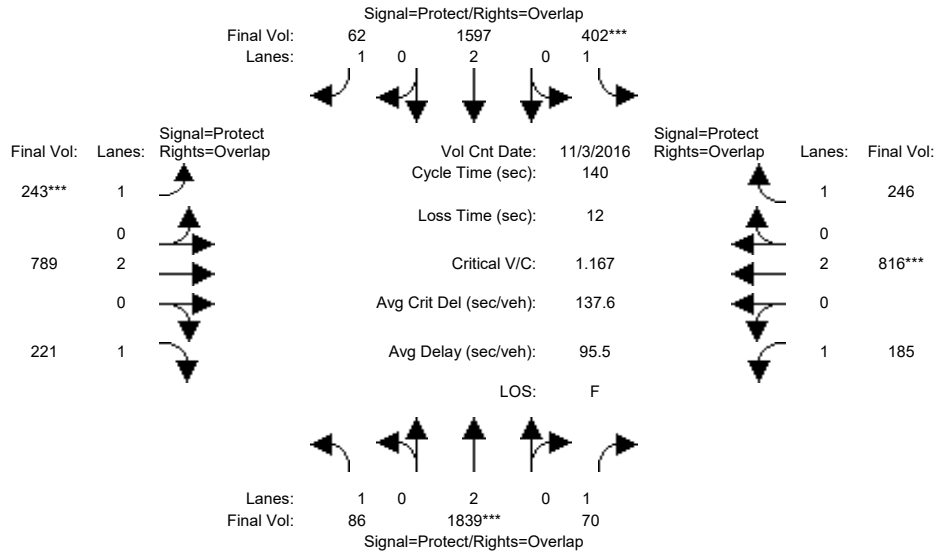 Signal=Protect/Rights=Overlap
Final Vol: 62 1597 402***
Lanes: 1 0 2 0 1
Signal=Protect
Final Vol: Lanes: Rights=Overlap
Vol Cnt Date: 11/3/2016
Signal=Protect
Rights=Overlap Lanes: Final Vol:
Cycle Time (sec): 140
243*** 1
1 246
Loss Time (sec): 12
0
0
789 2
Critical V/C: 1.167
2 816***
0
Avg Crit Del (sec/veh): 137.6
0
221 1
Avg Delay (sec/veh): 95.5
1 185
LOS: F
Lanes: 1 0 2 0 1
Final Vol: 86 1839*** 70
Signal=Protect/Rights=Overlap